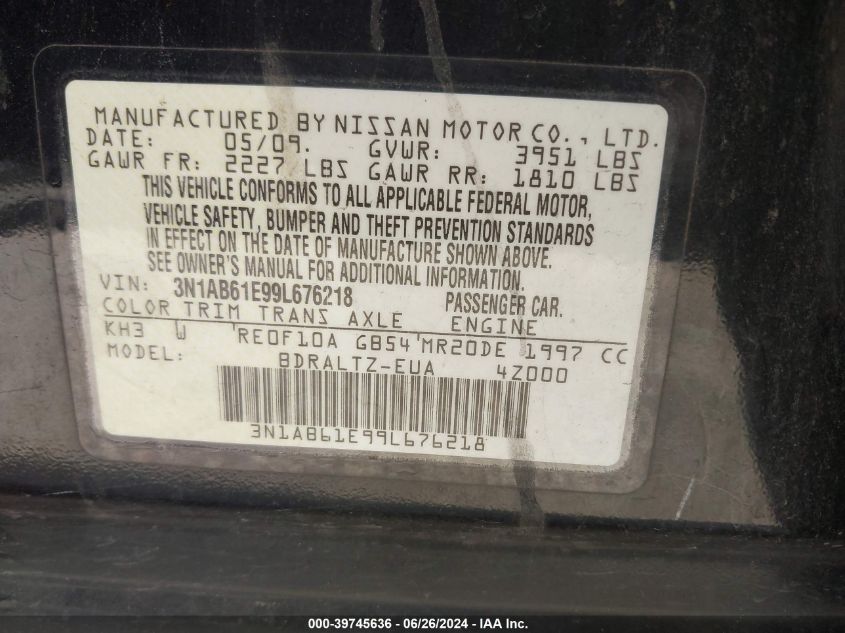 MANUFACTURED BY NISSAN MOTOR CO., LTD.
DATE: 05/09. GVWR: 3951 LBS
GAWR FR: 2227 LBS GAWR RR: 1810 LBS
THIS VEHICLE CONFORMS TO ALL APPLICABLE FEDERAL MOTOR,
VEHICLE SAFETY, BUMPER AND THEFT PREVENTION STANDARDS
IN EFFECT ON THE DATE OF MANUFACTURE SHOWN ABOVE.
SEE OWNER'S MANUAL FOR ADDITIONAL INFORMATION.
VIN: 3N1AB61E99L676218 PASSENGER CAR.
COLOR TRIM TRANS AXLE ENGINE
KH3 W 'RE0F10A GB54'MR20DE 1997 CC
MODEL: BDRALTZ-EUA 4Z000
3N1AB61E99L676218
000-39745636 - 06/26/2024 - IAA Inc.